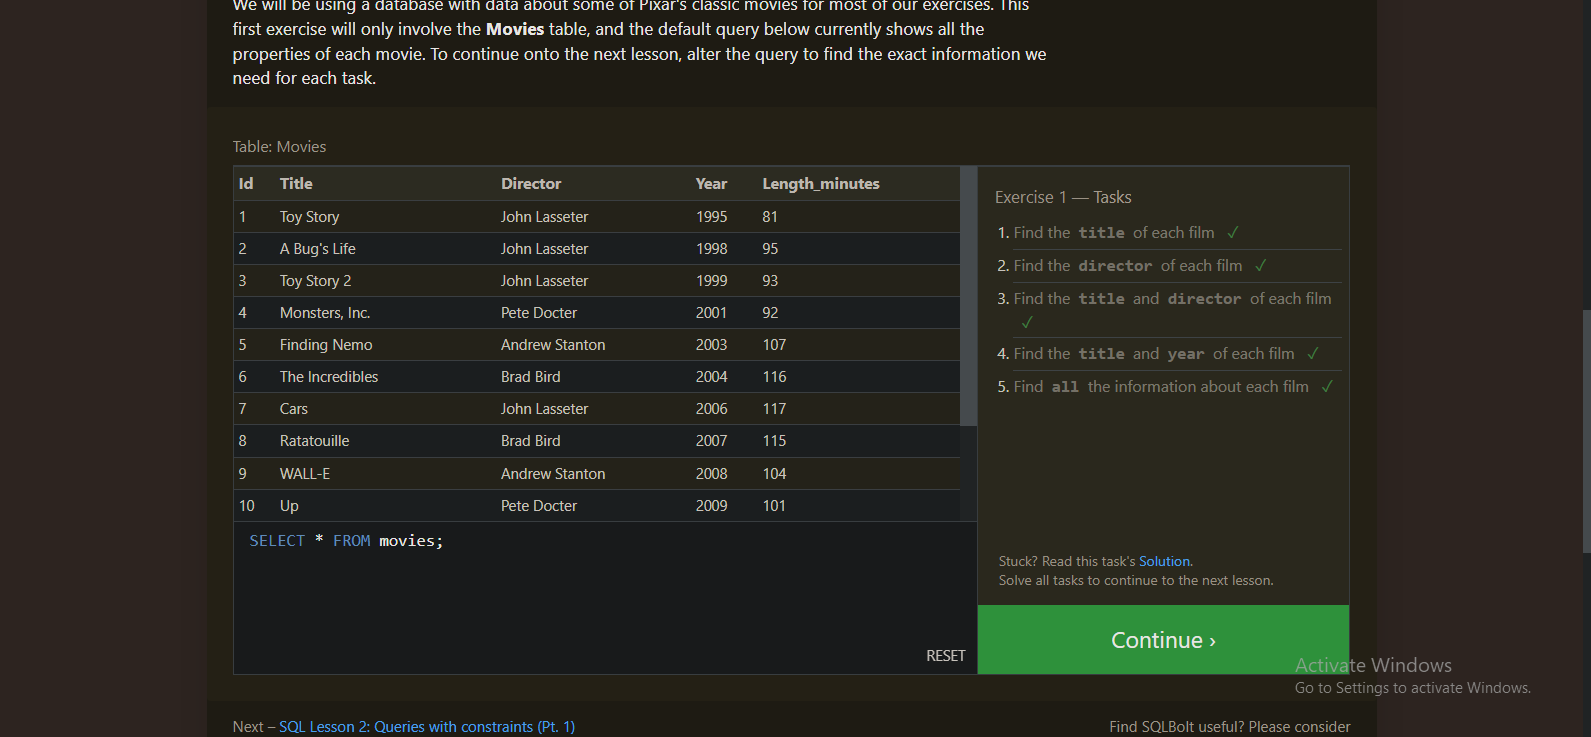 We will be using a database with data about some of Pixar's classic movies for most of our exercises. This
first exercise will only involve the Movies table, and the default query below currently shows all the
properties of each movie. To continue onto the next lesson, alter the query to find the exact information we
need for each task.
Table: Movies
Id Title Director Year Length_minutes
1 Toy Story John Lasseter 1995 81
2 A Bug's Life John Lasseter 1998 95
3 Toy Story 2 John Lasseter 1999 93
4 Monsters, Inc. Pete Docter 2001 92
5 Finding Nemo Andrew Stanton 2003 107
6 The Incredibles Brad Bird 2004 116
7 Cars John Lasseter 2006 117
8 Ratatouille Brad Bird 2007 115
9 WALL-E Andrew Stanton 2008 104
10 Up Pete Docter 2009 101
SELECT * FROM movies;
RESET
Exercise 1 — Tasks
1. Find the title of each film ✓
2. Find the director of each film ✓
3. Find the title and director of each film
✓
4. Find the title and year of each film ✓
5. Find all the information about each film ✓
Stuck? Read this task's Solution.
Solve all tasks to continue to the next lesson.
Continue ›
Activate Windows
Go to Settings to activate Windows.
Next – SQL Lesson 2: Queries with constraints (Pt. 1)
Find SQLBolt useful? Please consider